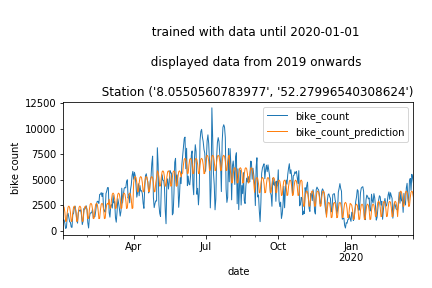 trained with data until 2020-01-01
displayed data from 2019 onwards
Station ('8.0550560783977', '52.27996540308624')
12500
10000
7500
5000
2500
0
bike count
bike_count
bike_count_prediction
Apr
Jul
Oct
Jan
2020
date